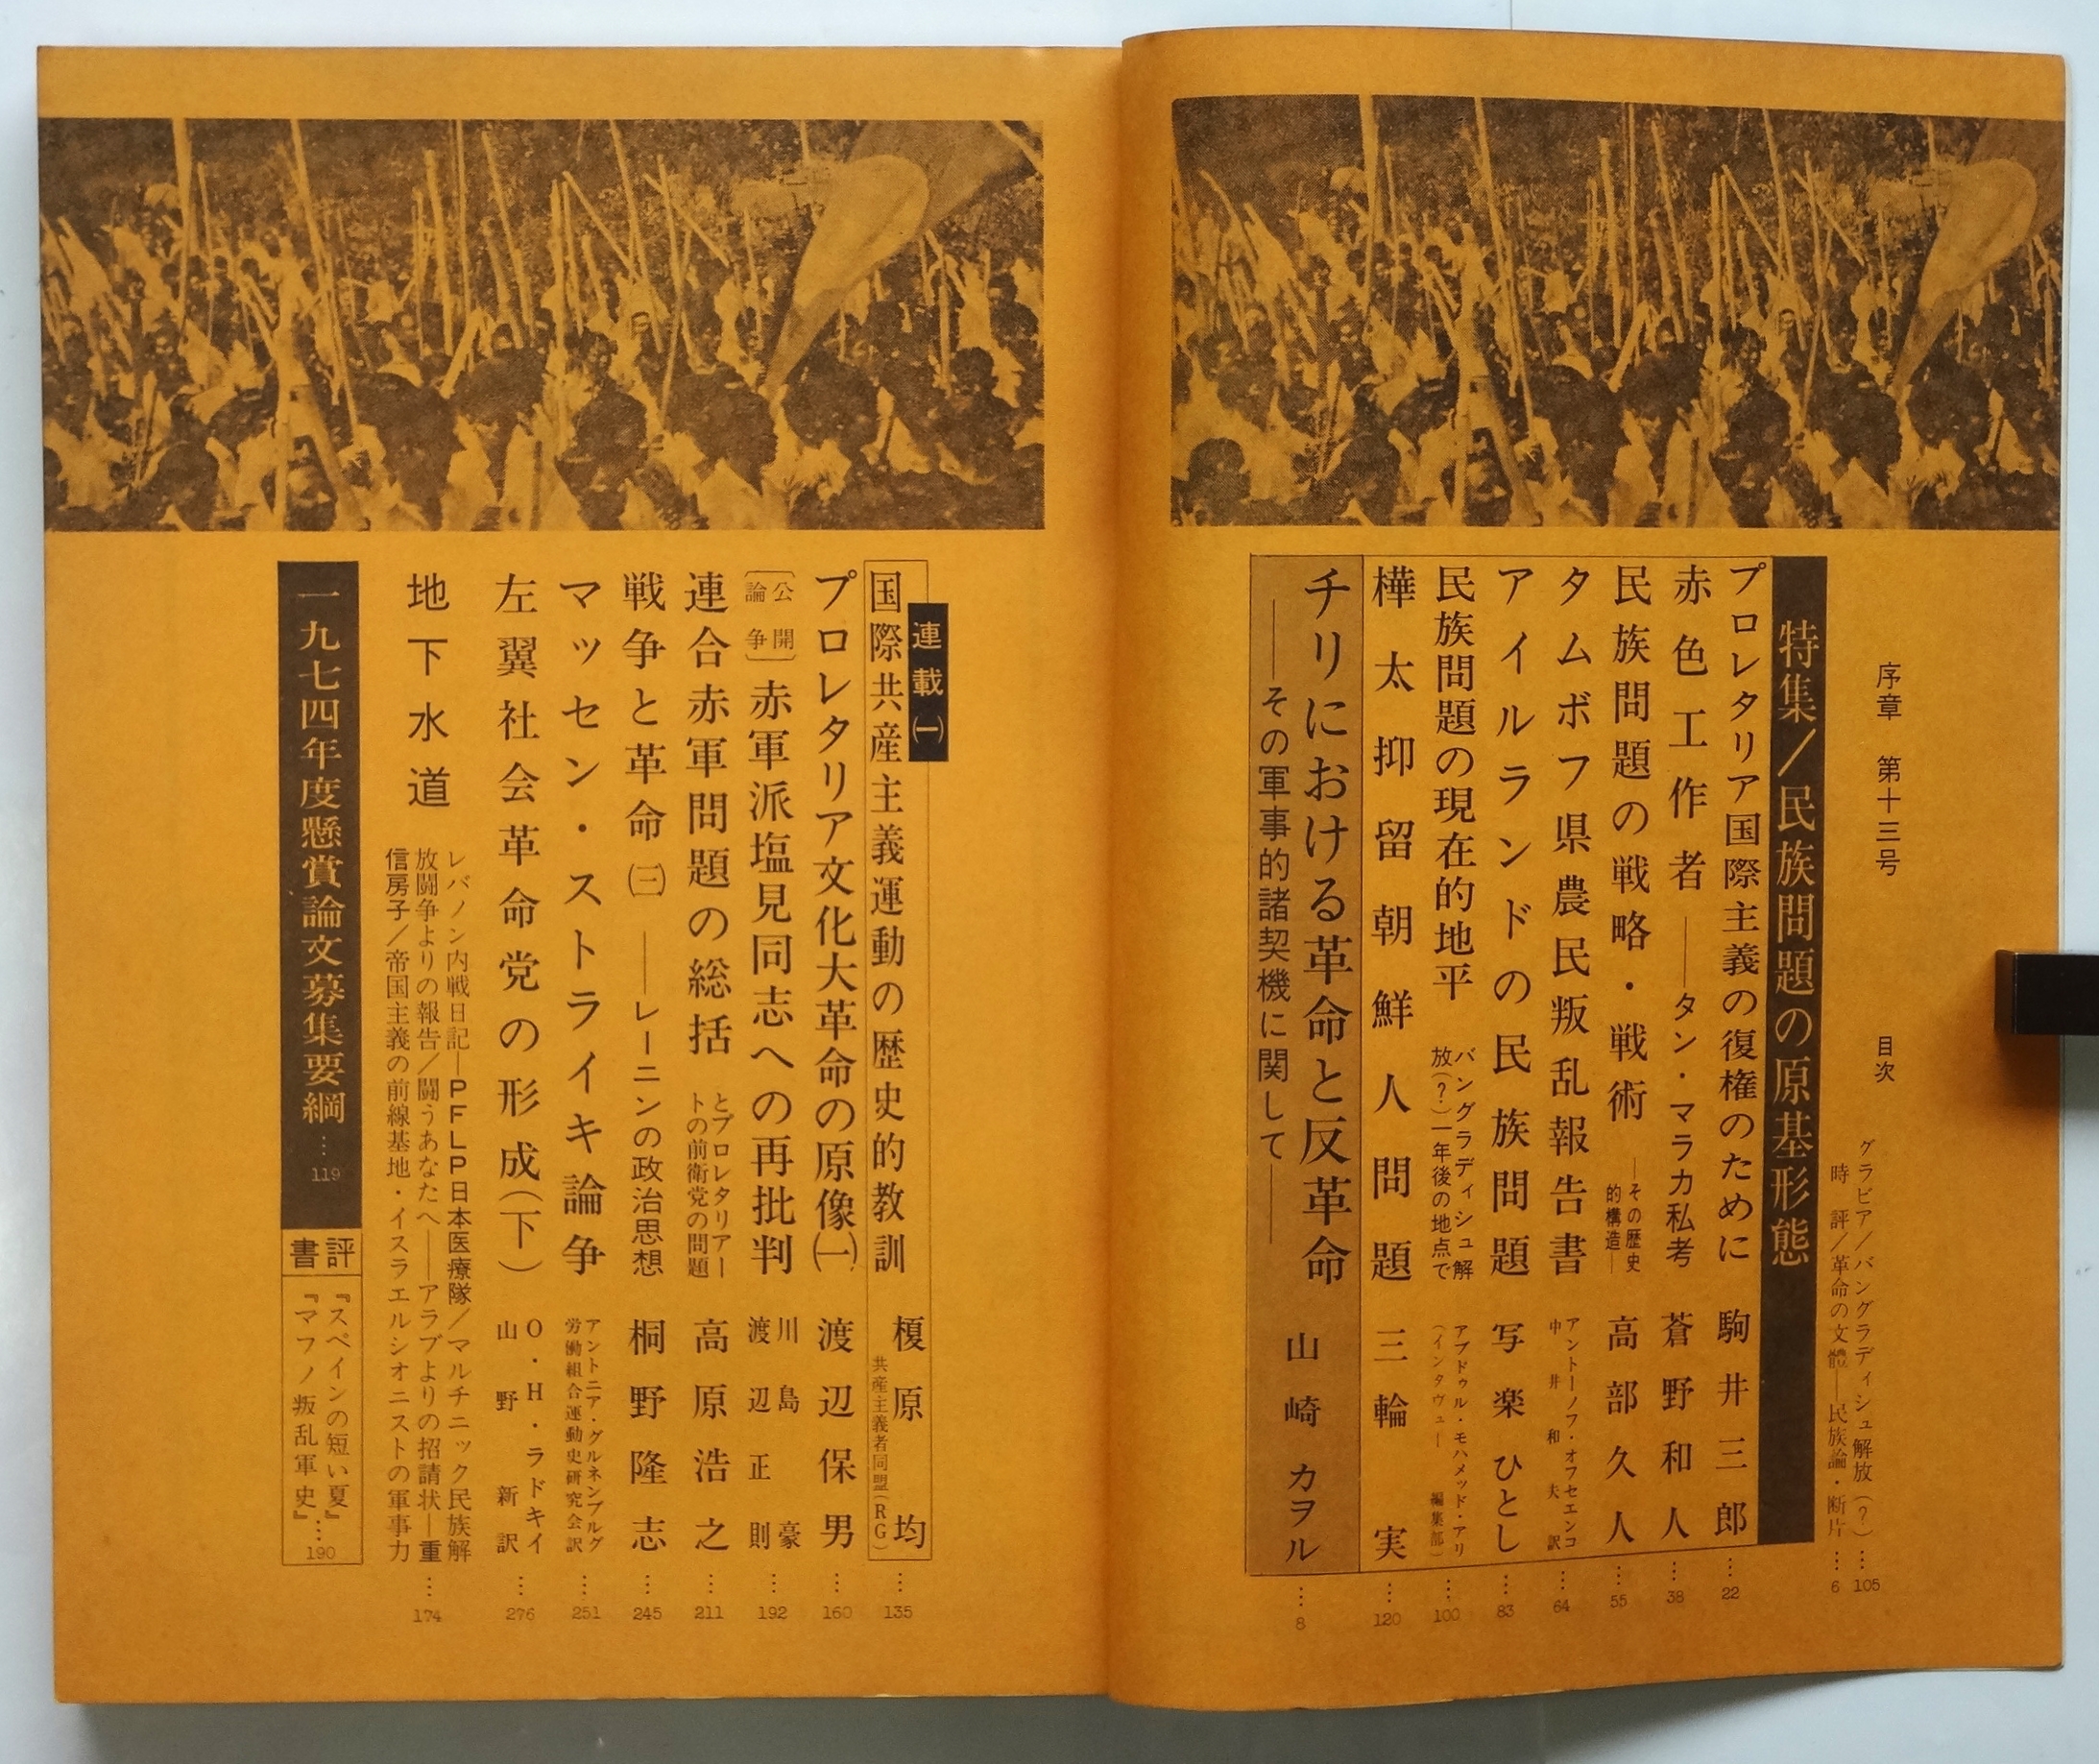 序章　第十三号　目次
グラビア／バングラディシュ解放(?)…105
時評／革命の文體──民族論・断片…6
特集／民族問題の原基形態
プロレタリア国際主義の復権のために　駒井三郎…22
赤色工作者──タン・マラカ私考　蒼野和人…38
民族問題の戦略・戦術─その歴史的構造─　高部久人…55
タムボフ県農民叛乱報告書　アントーノフ・オフセエンコ　中井和夫訳…64
アイルランドの民族問題　写楽ひとし…83
民族問題の現在的地平　バングラディシュ解放(?)一年後の地点で　アブドゥル・モハメッド・アリ（インタヴュー　編集部）…100
樺太抑留朝鮮人問題　三輪実…120
チリにおける革命と反革命
──その軍事的諸契機に関して──　山崎カヲル…8
連載㈠
国際共産主義運動の歴史的教訓　榎原均　共産主義者同盟(RG)…135
プロレタリア文化大革命の原像㈠　渡辺保男…160
〔公開論争〕赤軍派塩見同志への再批判　川島豪　渡辺正則…192
連合赤軍問題の総括　とプロレタリアートの前衛党の問題　高原浩之…211
戦争と革命㈢──レーニンの政治思想　桐野隆志…245
マッセン・ストライキ論争　アントニア・グルネンブルグ　労働組合運動史研究会訳…251
左翼社会革命党の形成（下）　O・H・ラドキイ　山野新訳…276
地下水道　レバノン内戦日記─PFLP日本医療隊／マルチニック民族解
放闘争よりの報告／闘うあなたへ──アラブよりの招請状─重
信房子／帝国主義の前線基地・イスラエルシオニストの軍事力…174
一九七四年度懸賞論文募集要綱…119
書評
『スペインの短い夏』
『マフノ叛乱軍史』…190